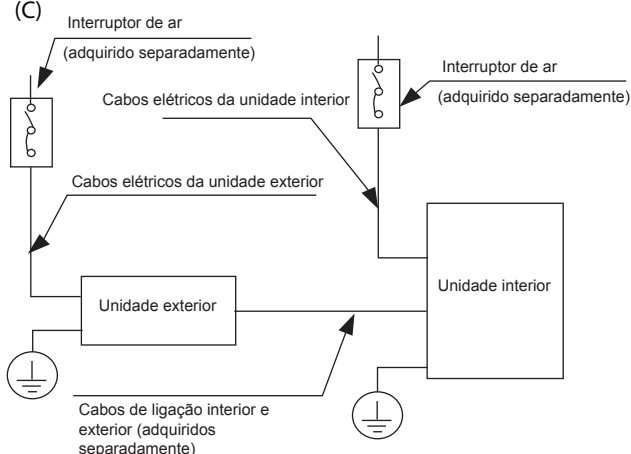 (C)
Interruptor de ar
(adquirido separadamente)
Interruptor de ar
(adquirido separadamente)
Cabos elétricos da unidade interior
Cabos elétricos da unidade exterior
Unidade exterior
Unidade interior
Cabos de ligação interior e
exterior (adquiridos
separadamente)